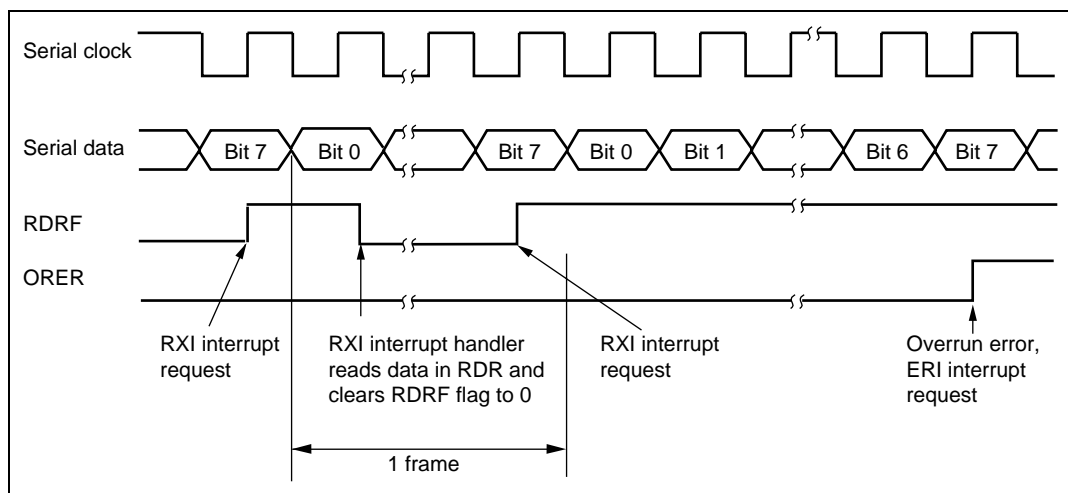 Serial clock
Serial data
Bit 7
Bit 0
Bit 7
Bit 0
Bit 1
Bit 6
Bit 7
RDRF
ORER
RXI interrupt
request
RXI interrupt handler
reads data in RDR and
clears RDRF flag to 0
RXI interrupt
request
Overrun error,
ERI interrupt
request
1 frame